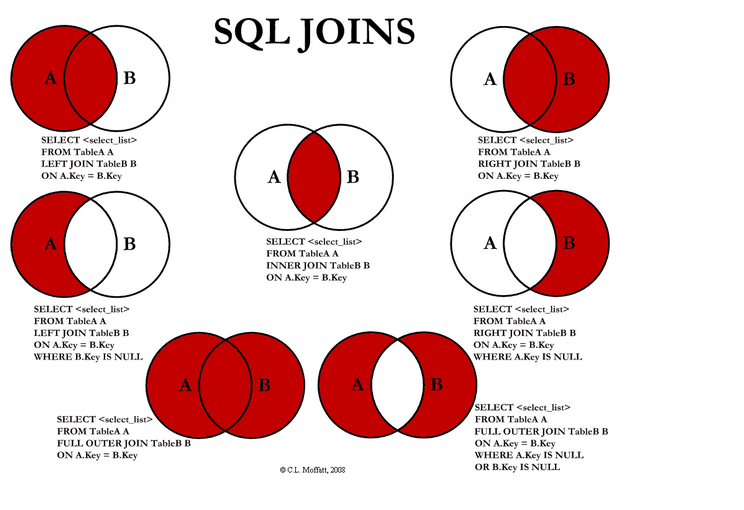 SQL JOINS
A B
SELECT <select_list>
FROM TableA A
LEFT JOIN TableB B
ON A.Key = B.Key
A B
SELECT <select_list>
FROM TableA A
RIGHT JOIN TableB B
ON A.Key = B.Key
A B
SELECT <select_list>
FROM TableA A
INNER JOIN TableB B
ON A.Key = B.Key
A B
SELECT <select_list>
FROM TableA A
LEFT JOIN TableB B
ON A.Key = B.Key
WHERE B.Key IS NULL
A B
SELECT <select_list>
FROM TableA A
RIGHT JOIN TableB B
ON A.Key = B.Key
WHERE A.Key IS NULL
A B
SELECT <select_list>
FROM TableA A
FULL OUTER JOIN TableB B
ON A.Key = B.Key
A B
SELECT <select_list>
FROM TableA A
FULL OUTER JOIN TableB B
ON A.Key = B.Key
WHERE A.Key IS NULL
OR B.Key IS NULL
© C.L. Moffatt, 2008